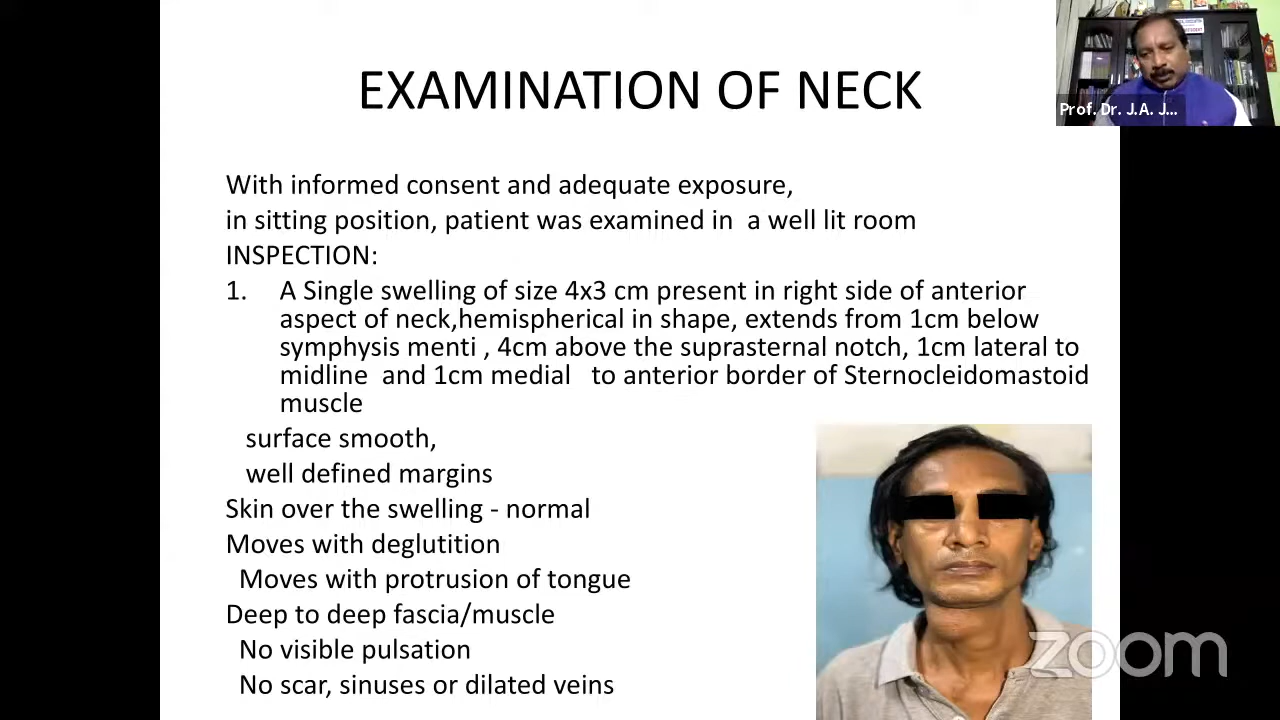 EXAMINATION OF NECK
Prof. Dr. J.A. J...
With informed consent and adequate exposure,
in sitting position, patient was examined in a well lit room
INSPECTION:
1. A Single swelling of size 4x3 cm present in right side of anterior
aspect of neck,hemispherical in shape, extends from 1cm below
symphysis menti , 4cm above the suprasternal notch, 1cm lateral to
midline and 1cm medial to anterior border of Sternocleidomastoid
muscle
surface smooth,
well defined margins
Skin over the swelling - normal
Moves with deglutition
Moves with protrusion of tongue
Deep to deep fascia/muscle
No visible pulsation
No scar, sinuses or dilated veins
zoom